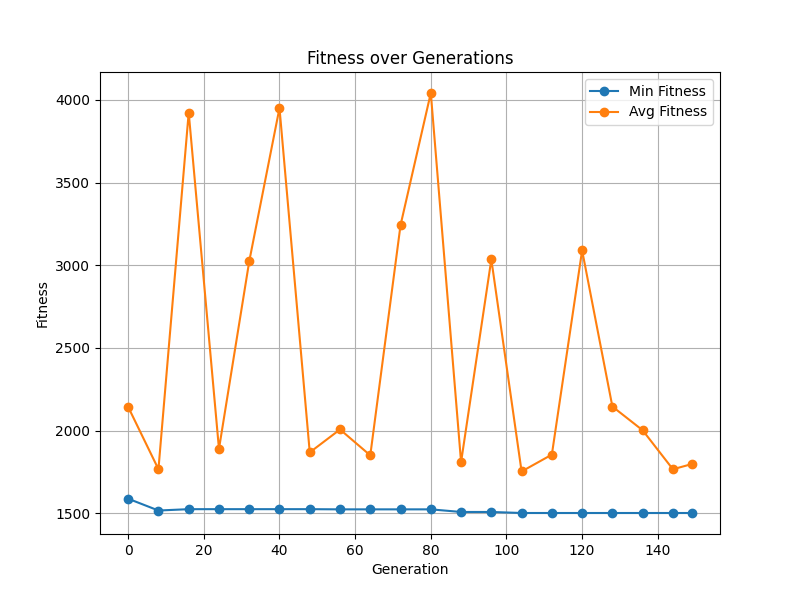 Fitness over Generations
Min Fitness
Avg Fitness
4000
3500
3000
2500
2000
1500
Fitness
0 20 40 60 80 100 120 140
Generation